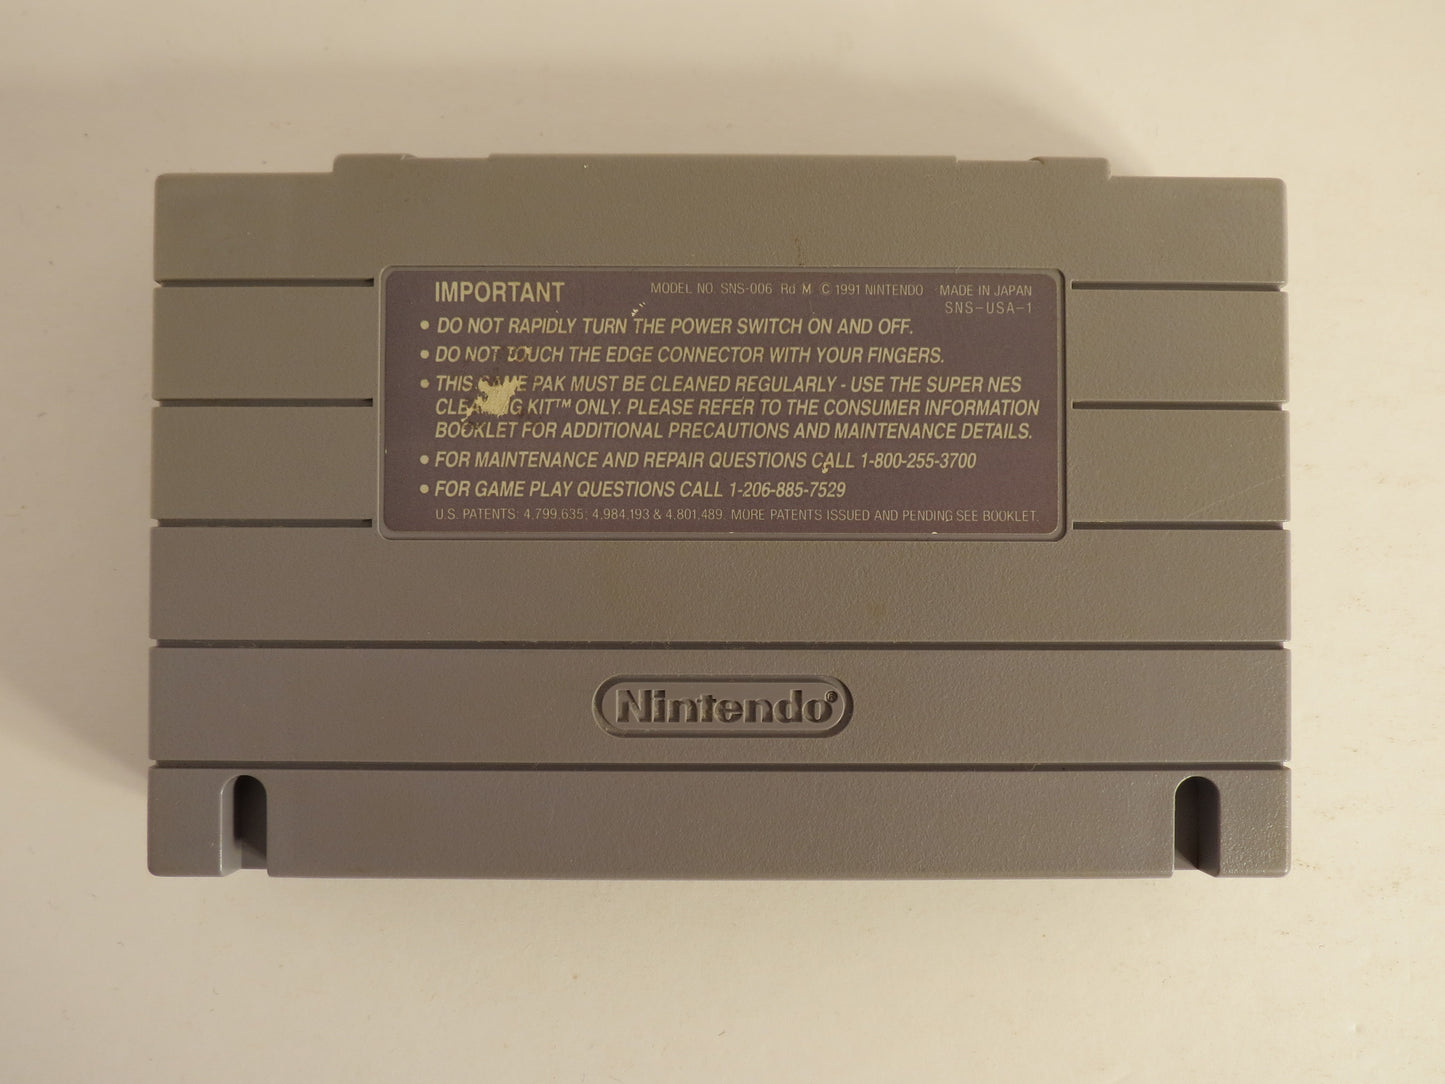 IMPORTANT MODEL NO. SNS-006 Rd M C 1991 NINTENDO MADE IN JAPAN
SNS-USA-1
• DO NOT RAPIDLY TURN THE POWER SWITCH ON AND OFF.
• DO NOT TOUCH THE EDGE CONNECTOR WITH YOUR FINGERS.
• THIS PAK MUST BE CLEANED REGULARLY - USE THE SUPER NES
KIT™ ONLY. PLEASE REFER TO THE CONSUMER INFORMATION
BOOKLET FOR ADDITIONAL PRECAUTIONS AND MAINTENANCE DETAILS.
• FOR MAINTENANCE AND REPAIR QUESTIONS CALL 1-800-255-3700
• FOR GAME PLAY QUESTIONS CALL 1-206-885-7529
U.S. PATENTS: 4,799,635; 4,984,193 & 4,801,489. MORE PATENTS ISSUED AND PENDING SEE BOOKLET.
Nintendo®